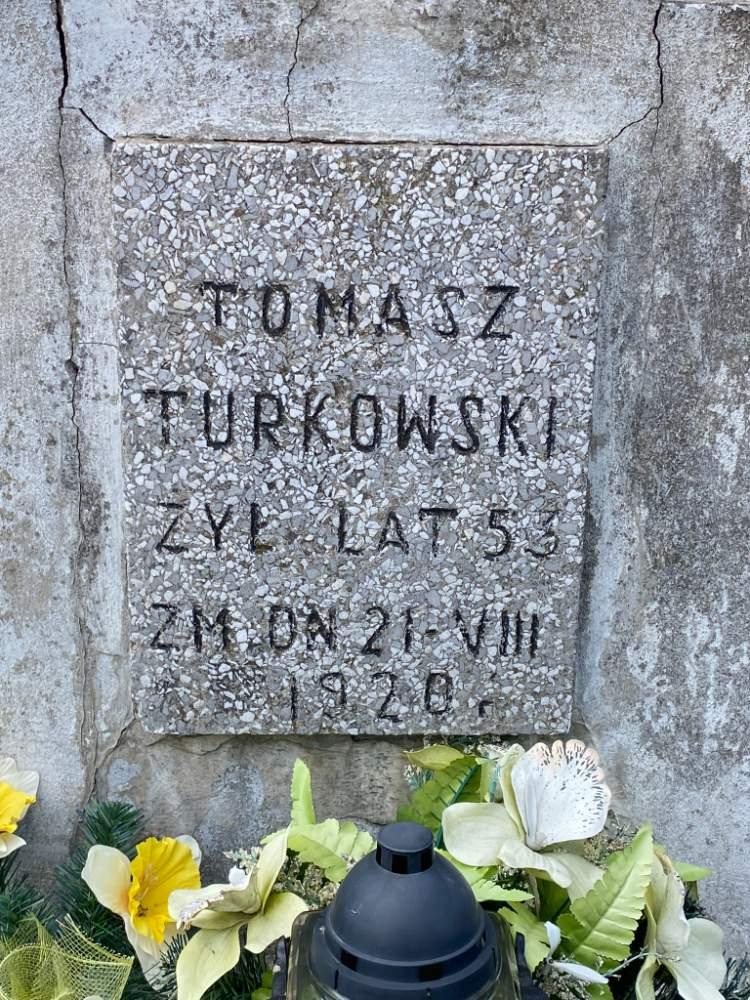 TOMASZ
TURKOWSKI
ŻYŁ LAT 53
ZM. DN 21-VIII
1920.